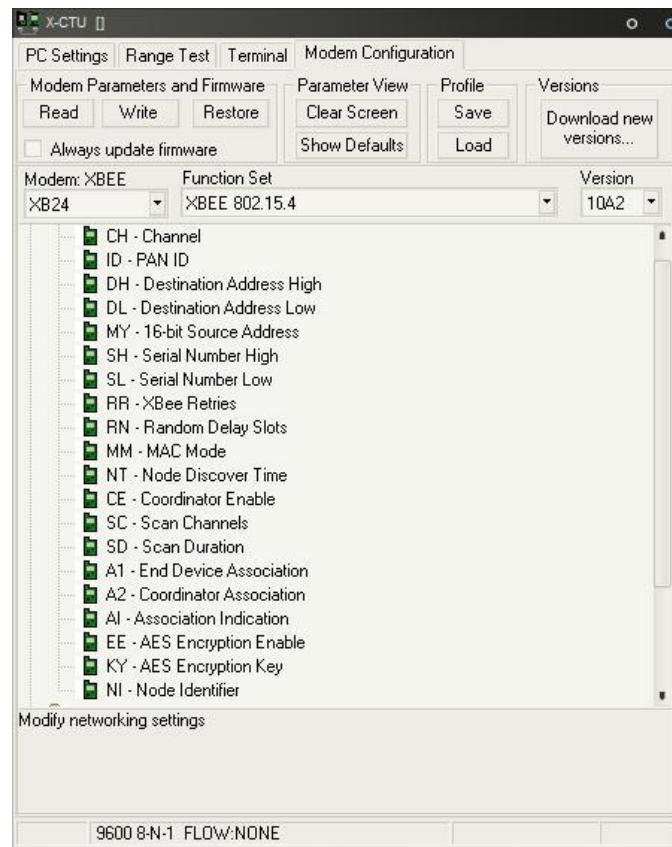 X-CTU []
PC Settings Range Test Terminal Modem Configuration
Modem Parameters and Firmware Parameter View Profile Versions
Read Write Restore Clear Screen Save Download new versions...
Always update firmware Show Defaults Load
Modem: XBEE Function Set Version
XB24 XBEE 802.15.4 10A2
CH - Channel
ID - PAN ID
DH - Destination Address High
DL - Destination Address Low
MY - 16-bit Source Address
SH - Serial Number High
SL - Serial Number Low
RR - XBee Retries
RN - Random Delay Slots
MM - MAC Mode
NT - Node Discover Time
CE - Coordinator Enable
SC - Scan Channels
SD - Scan Duration
A1 - End Device Association
A2 - Coordinator Association
AI - Association Indication
EE - AES Encryption Enable
KY - AES Encryption Key
NI - Node Identifier
Modify networking settings
9600 8-N-1 FLOW:NONE